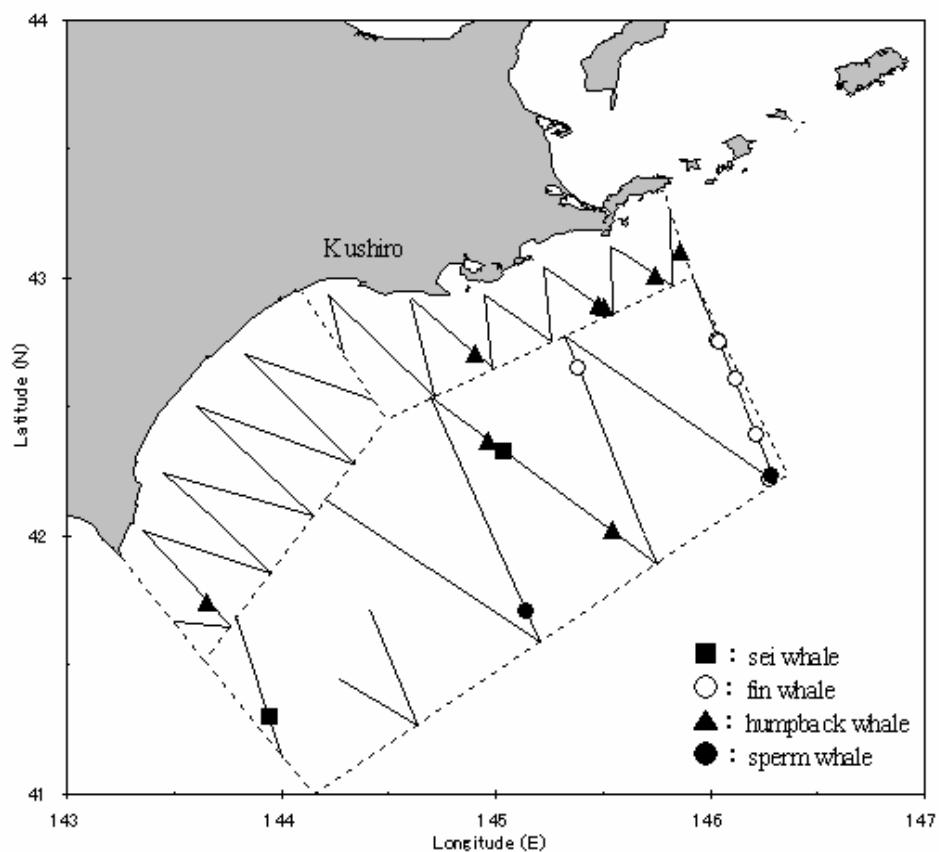 44
Kushiro
43
Latitude (N)
42
■ : sei whale
○ : fin whale
▲ : humpback whale
● : sperm whale
41
143
144
145
146
147
Longitude (E)